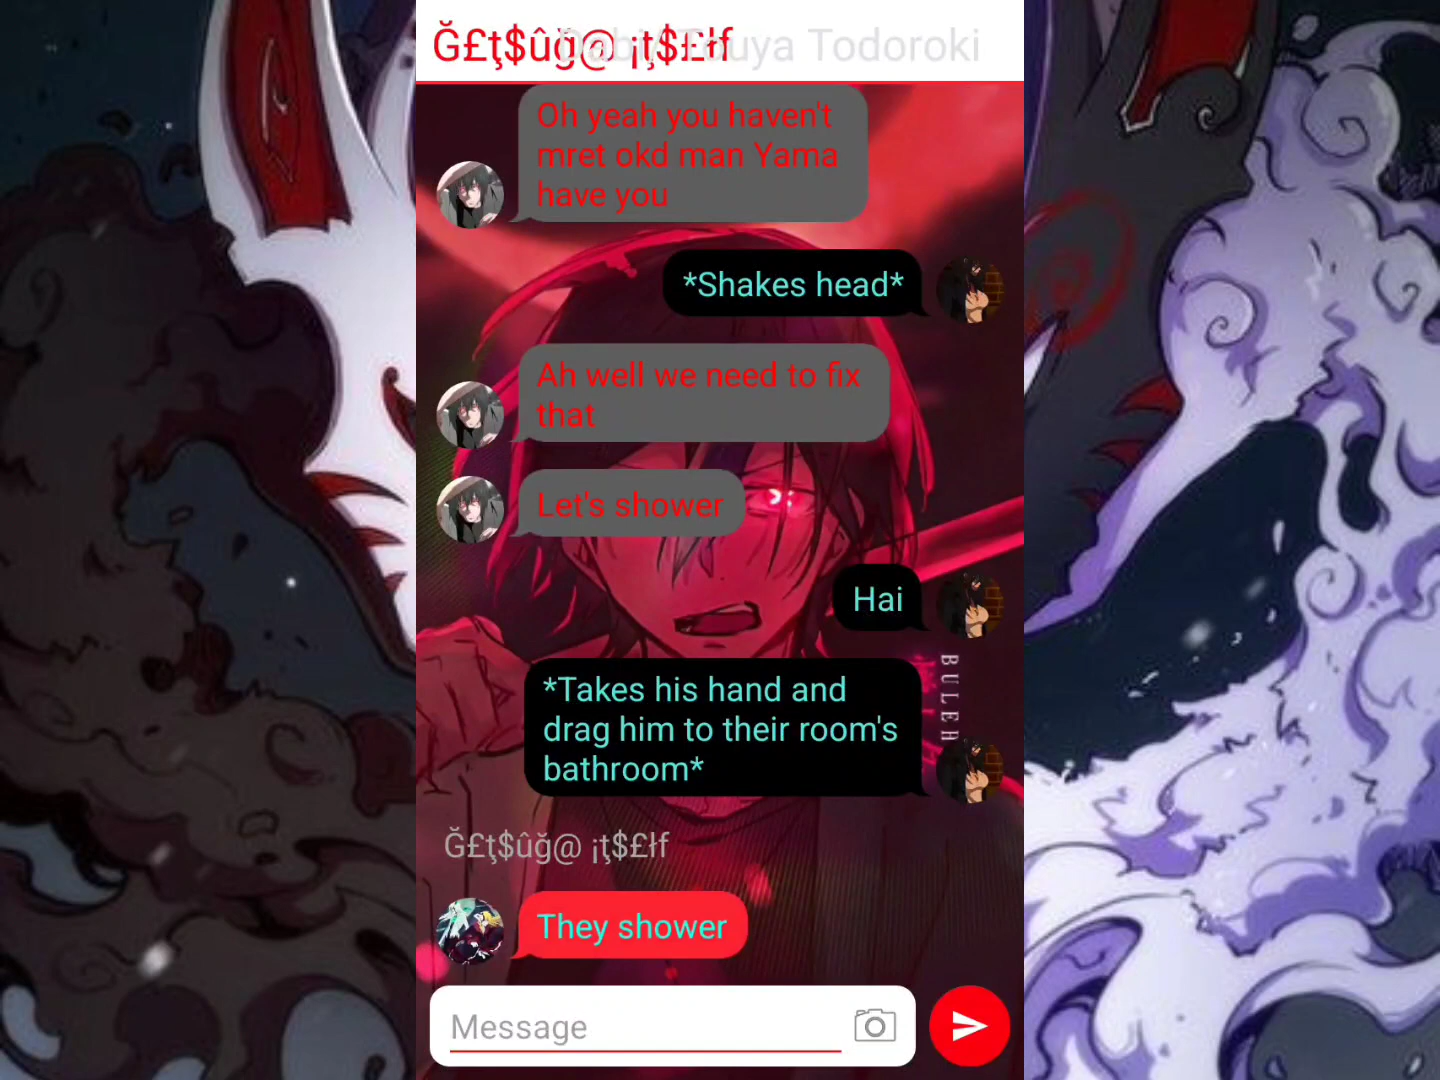 Ğ£ţ$ûğ@ ¡ţ$£łf
Touya Todoroki
Oh yeah you haven't
mret okd man Yama
have you
*Shakes head*
Ah well we need to fix
that
Let's shower
Hai
*Takes his hand and
drag him to their room's
bathroom*
BULEH
Ğ£ţ$ûğ@ ¡ţ$£łf
They shower
Message